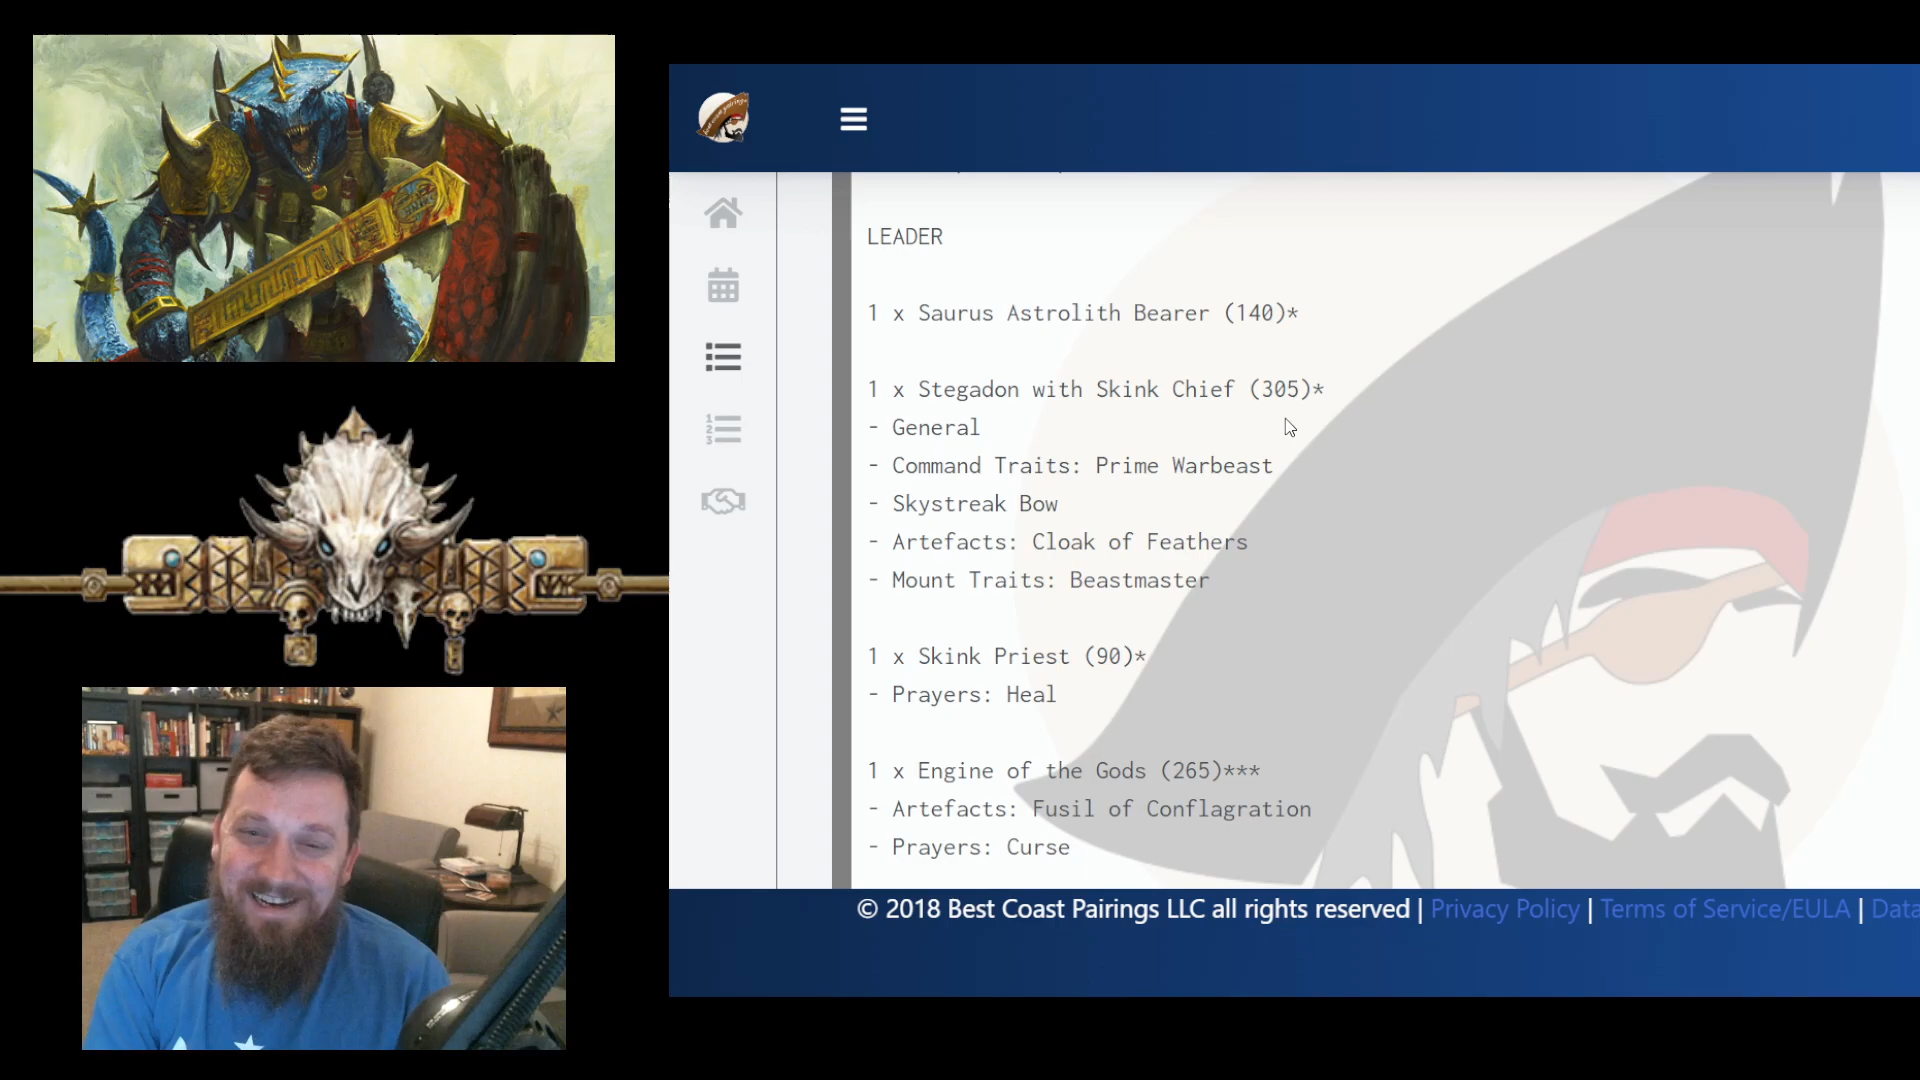 LEADER
1 x Saurus Astrolith Bearer (140)*
1 x Stegadon with Skink Chief (305)*
- General
- Command Traits: Prime Warbeast
- Skystreak Bow
- Artefacts: Cloak of Feathers
- Mount Traits: Beastmaster
1 x Skink Priest (90)*
- Prayers: Heal
1 x Engine of the Gods (265)***
- Artefacts: Fusil of Conflagration
- Prayers: Curse
© 2018 Best Coast Pairings LLC all rights reserved | Privacy Policy | Terms of Service/EULA | Data